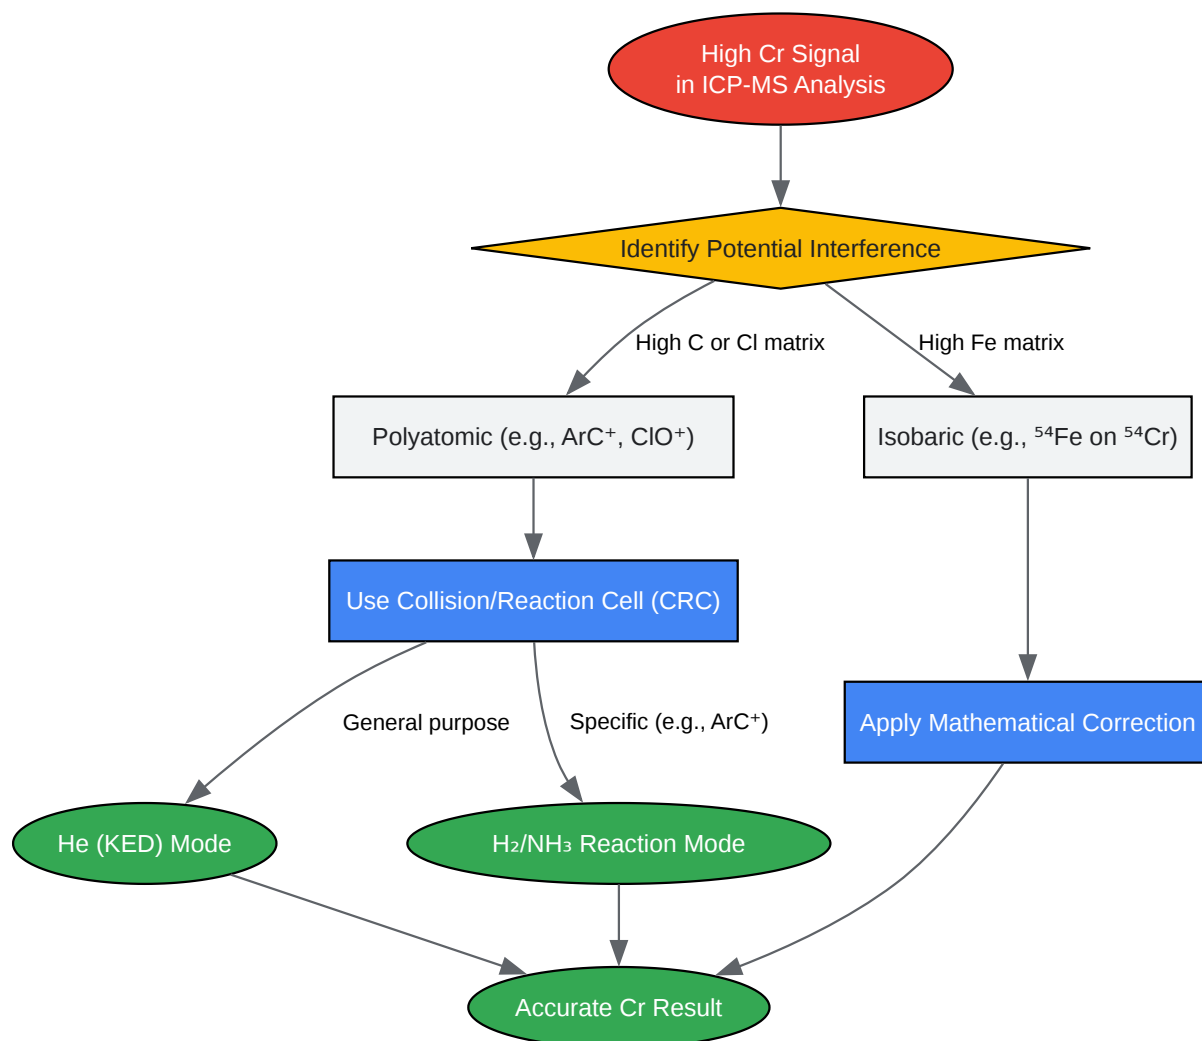 High Cr Signal
in ICP-MS Analysis
Identify Potential Interference
High C or Cl matrix
High Fe matrix
Polyatomic (e.g., ArC⁺, ClO⁺)
Isobaric (e.g., ⁵⁴Fe on ⁵⁴Cr)
Use Collision/Reaction Cell (CRC)
General purpose
Specific (e.g., ArC⁺)
Apply Mathematical Correction
He (KED) Mode
H₂/NH₃ Reaction Mode
Accurate Cr Result